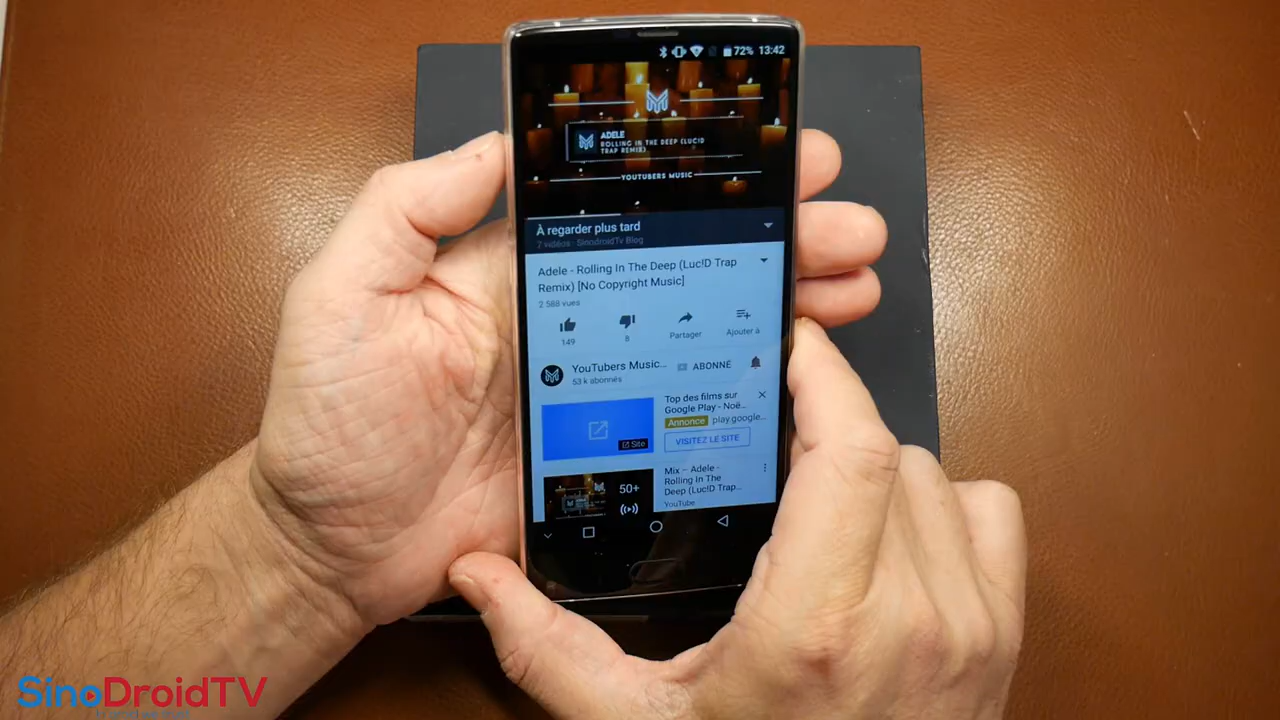 72% 13:42
ADELE
ROLLING IN THE DEEP (LUC!D
TRAP REMIX)
YOUTUBERS MUSIC
À regarder plus tard
7 vidéos · SinodroidTv Blog
Adele - Rolling In The Deep (Luc!D Trap
Remix) [No Copyright Music]
2 588 vues
149
8
Partager
Ajouter à
YouTubers Music...
ABONNÉ
53 k abonnés
Top des films sur
Google Play - Noë...
Annonce play.google...
Site
VISITEZ LE SITE
50+
Mix – Adele -
Rolling In The
Deep (Luc!D Trap...
YouTube
SinoDroidTV